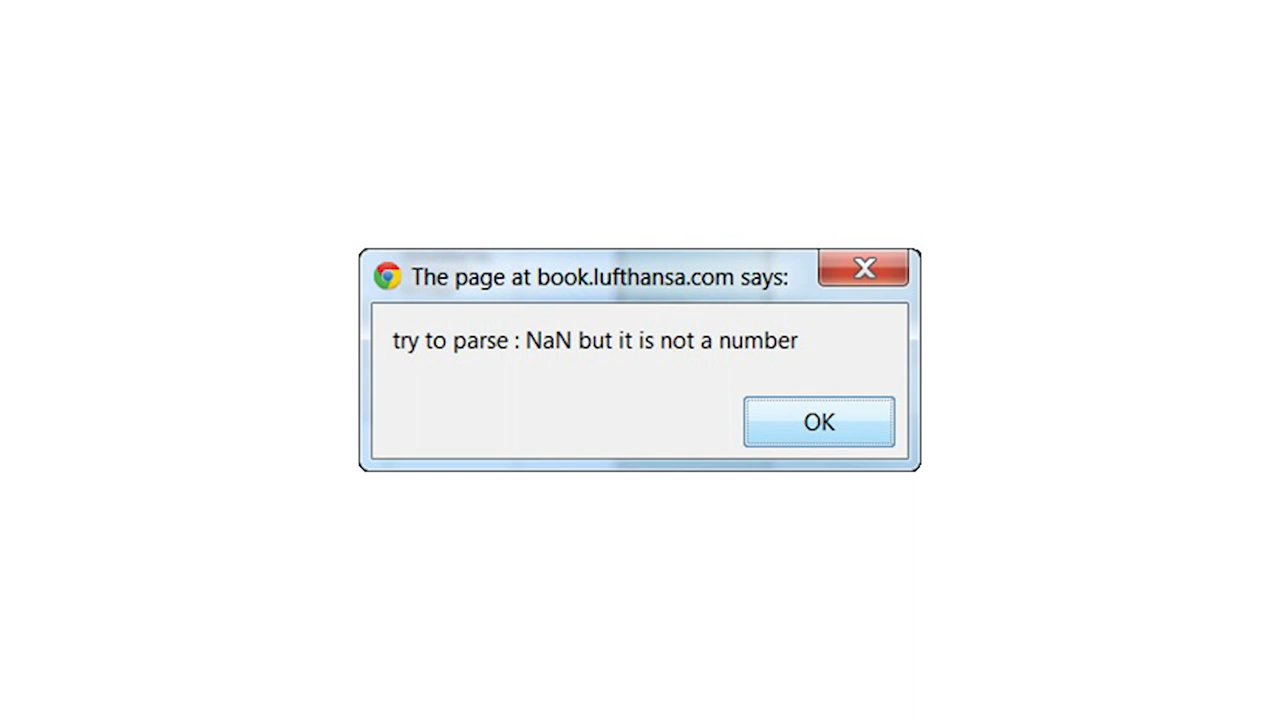 The page at book.lufthansa.com says:
try to parse : NaN but it is not a number
OK